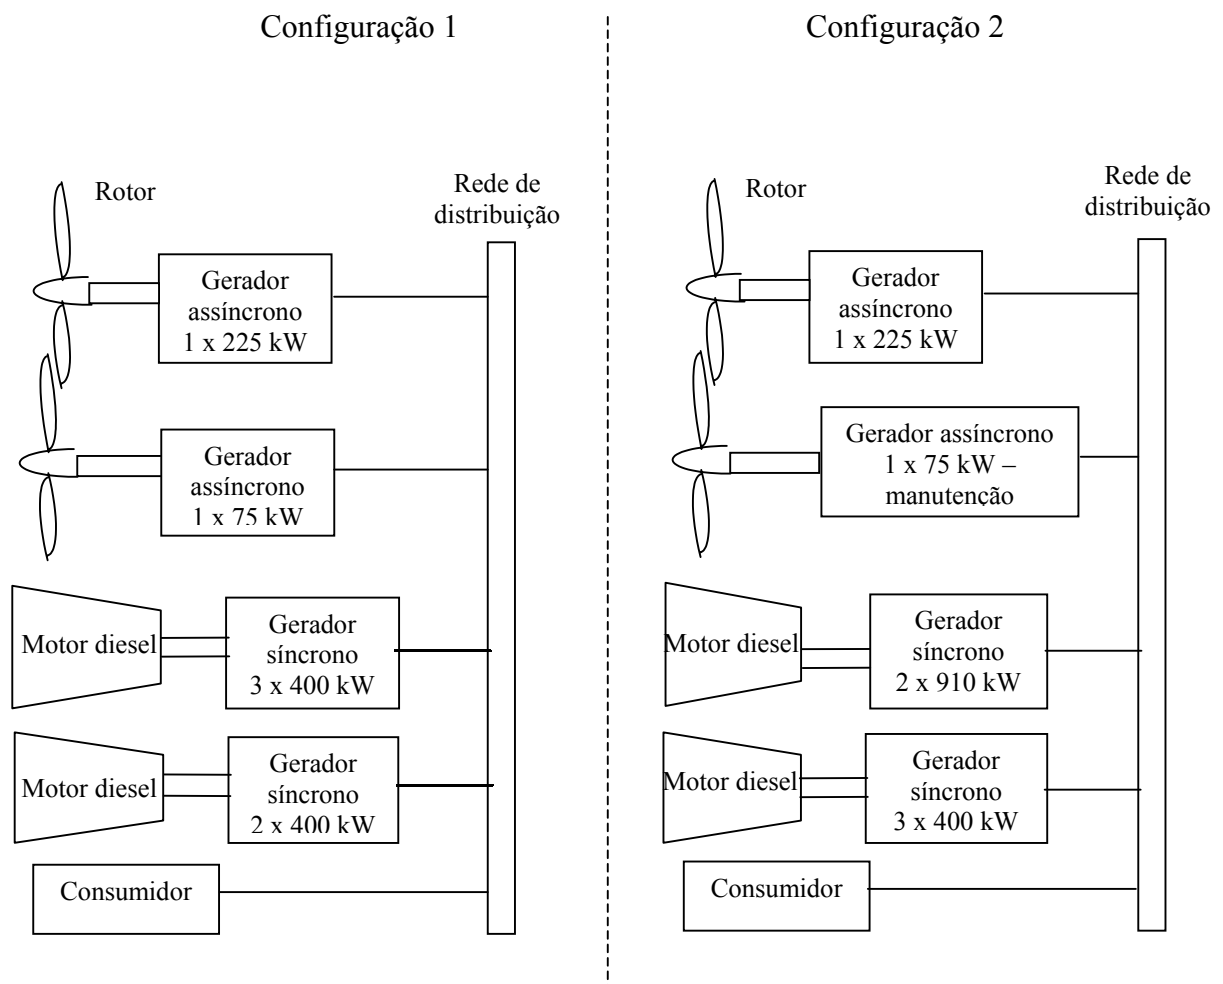 Configuração 1
Rotor
Rede de
distribuição
Gerador
assíncrono
1 x 225 kW
Gerador
assíncrono
1 x 75 kW
Motor diesel
Gerador
síncrono
3 x 400 kW
Motor diesel
Gerador
síncrono
2 x 400 kW
Consumidor
Configuração 2
Rotor
Rede de
distribuição
Gerador
assíncrono
1 x 225 kW
Gerador assíncrono
1 x 75 kW –
manutenção
Motor diesel
Gerador
síncrono
2 x 910 kW
Motor diesel
Gerador
síncrono
3 x 400 kW
Consumidor